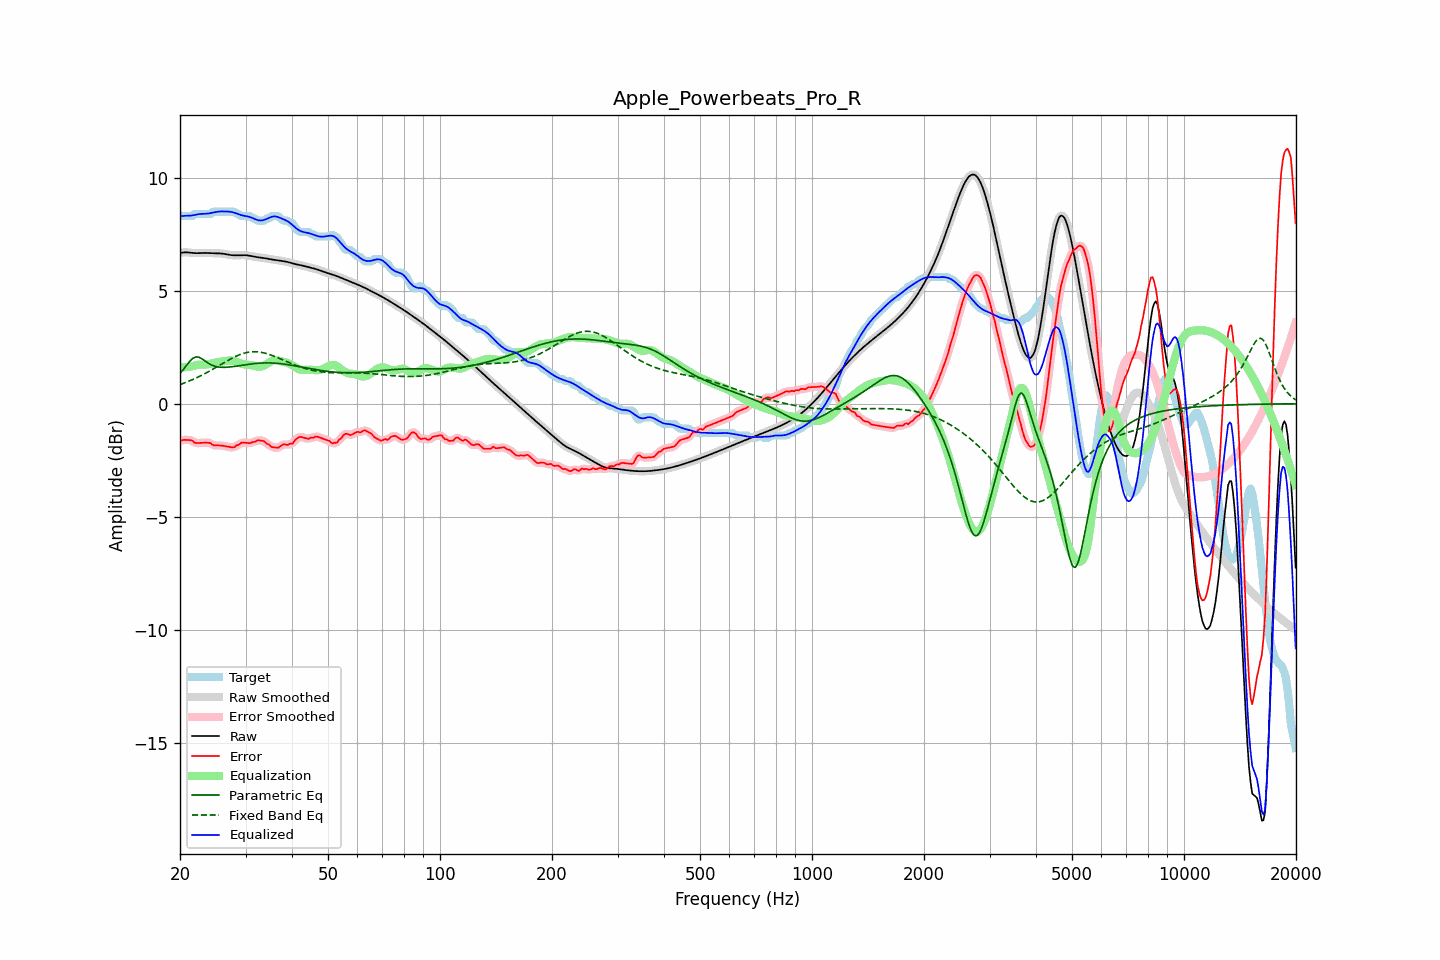 Apple_Powerbeats_Pro_R
Amplitude (dBr)
10
5
0
−5
−10
−15
Target
Raw Smoothed
Error Smoothed
Raw
Error
Equalization
Parametric Eq
Fixed Band Eq
Equalized
20 50 100 200 500 1000 2000 5000 10000 20000
Frequency (Hz)